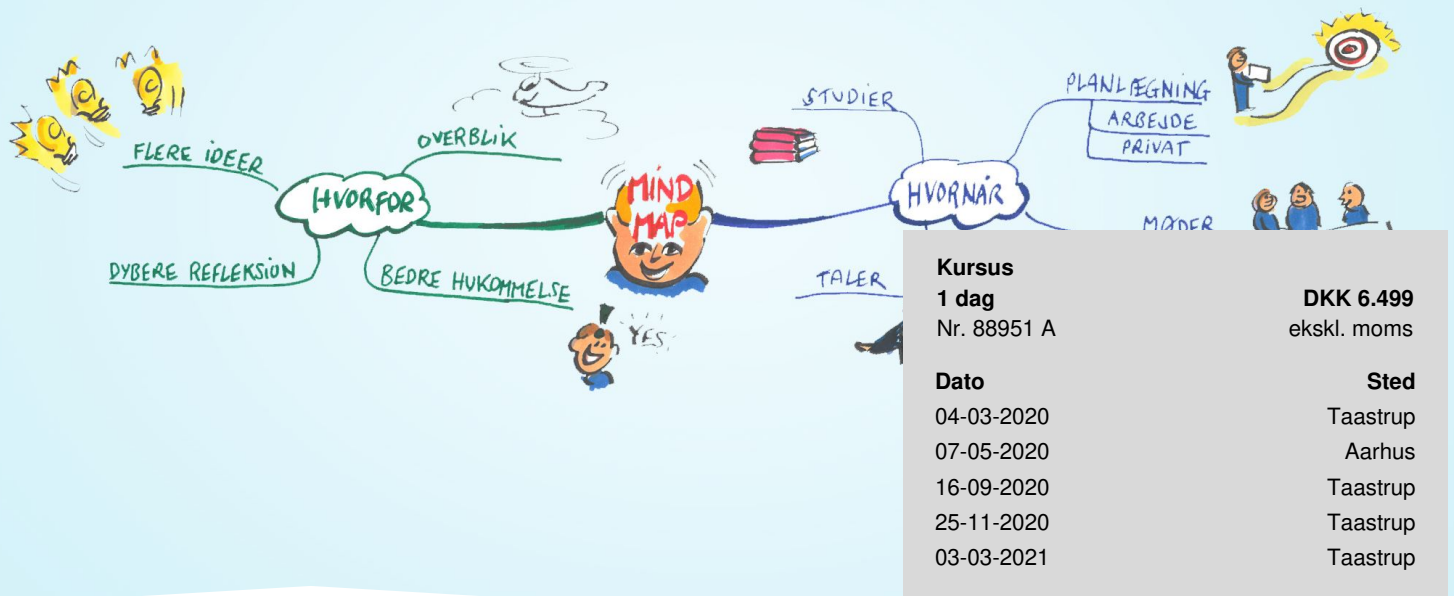 FLERE iDEER
OVERBLiK
HVORFOR
DYBERE REFLEKSION
BEDRE HUKOMMELSE
YES
MIND
MAP
STUDiER
HVORNÅR
PLANLÆGNING
ARBEJDE
PRiVAT
MØDER
TALER
Kursus
1 dag DKK 6.499
Nr. 88951 A ekskl. moms
Dato Sted
04-03-2020 Taastrup
07-05-2020 Aarhus
16-09-2020 Taastrup
25-11-2020 Taastrup
03-03-2021 Taastrup